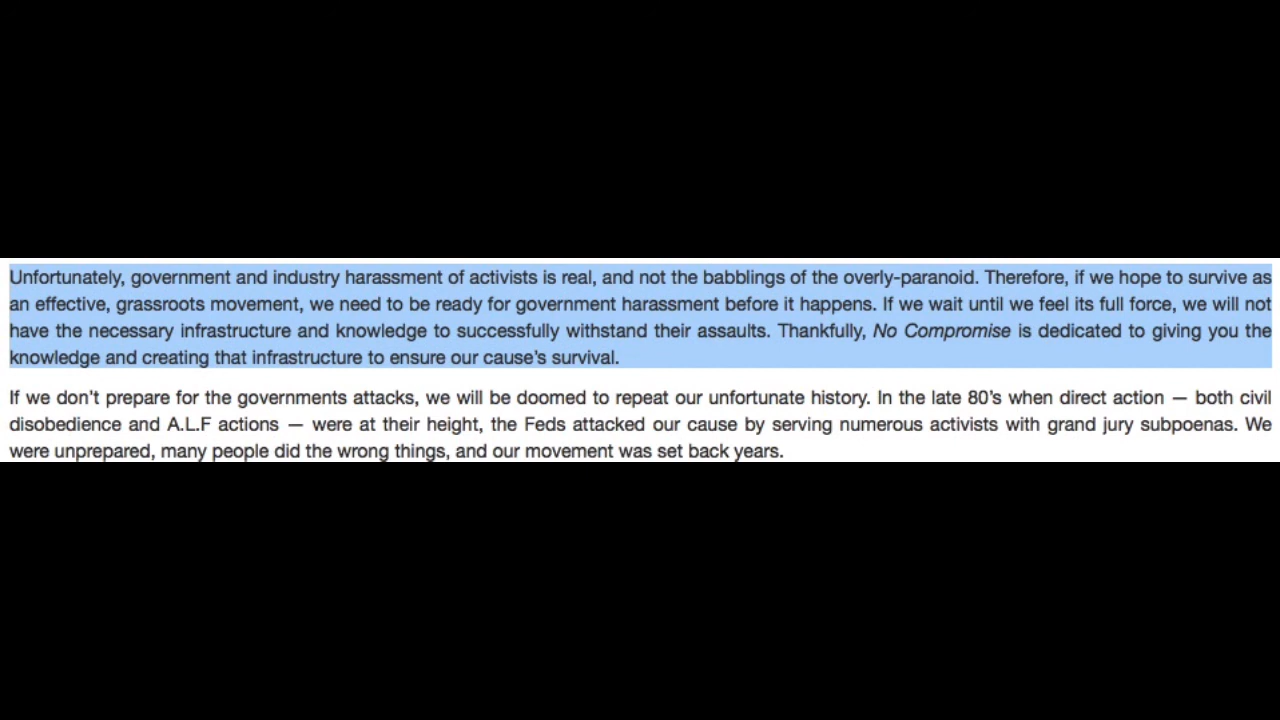 Unfortunately, government and industry harassment of activists is real, and not the babblings of the overly-paranoid. Therefore, if we hope to survive as
an effective, grassroots movement, we need to be ready for government harassment before it happens. If we wait until we feel its full force, we will not
have the necessary infrastructure and knowledge to successfully withstand their assaults. Thankfully, No Compromise is dedicated to giving you the
knowledge and creating that infrastructure to ensure our cause’s survival.
If we don’t prepare for the governments attacks, we will be doomed to repeat our unfortunate history. In the late 80’s when direct action — both civil
disobedience and A.L.F actions — were at their height, the Feds attacked our cause by serving numerous activists with grand jury subpoenas. We
were unprepared, many people did the wrong things, and our movement was set back years.